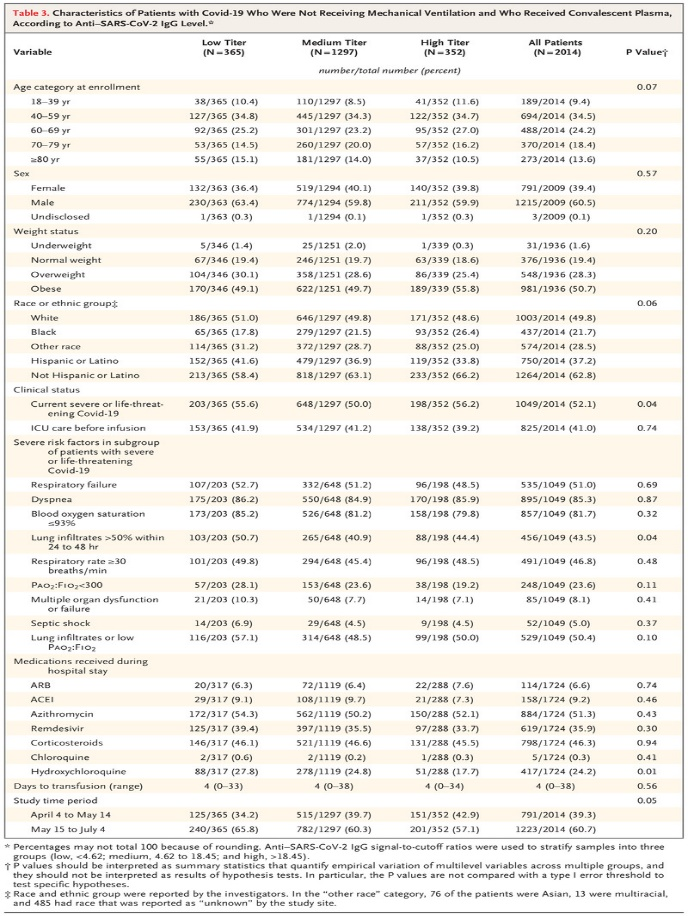 Table 3. Characteristics of Patients with Covid-19 Who Were Not Receiving Mechanical Ventilation and Who Received Convalescent Plasma,
According to Anti–SARS-CoV-2 IgG Level.*
Variable Low Titer (N=365) Medium Titer (N=1297) High Titer (N=352) All Patients (N=2014) P Value†
number/total number (percent)
Age category at enrollment 0.07
18–39 yr 38/365 (10.4) 110/1297 (8.5) 41/352 (11.6) 189/2014 (9.4)
40–59 yr 127/365 (34.8) 445/1297 (34.3) 122/352 (34.7) 694/2014 (34.5)
60–69 yr 92/365 (25.2) 301/1297 (23.2) 95/352 (27.0) 488/2014 (24.2)
70–79 yr 53/365 (14.5) 260/1297 (20.0) 57/352 (16.2) 370/2014 (18.4)
≥80 yr 55/365 (15.1) 181/1297 (14.0) 37/352 (10.5) 273/2014 (13.6)
Sex 0.57
Female 132/363 (36.4) 519/1294 (40.1) 140/352 (39.8) 791/2009 (39.4)
Male 230/363 (63.4) 774/1294 (59.8) 211/352 (59.9) 1215/2009 (60.5)
Undisclosed 1/363 (0.3) 1/1294 (0.1) 1/352 (0.3) 3/2009 (0.1)
Weight status 0.20
Underweight 5/346 (1.4) 25/1251 (2.0) 1/339 (0.3) 31/1936 (1.6)
Normal weight 67/346 (19.4) 246/1251 (19.7) 63/339 (18.6) 376/1936 (19.4)
Overweight 104/346 (30.1) 358/1251 (28.6) 86/339 (25.4) 548/1936 (28.3)
Obese 170/346 (49.1) 622/1251 (49.7) 189/339 (55.8) 981/1936 (50.7)
Race or ethnic group‡ 0.06
White 186/365 (51.0) 646/1297 (49.8) 171/352 (48.6) 1003/2014 (49.8)
Black 65/365 (17.8) 279/1297 (21.5) 93/352 (26.4) 437/2014 (21.7)
Other race 114/365 (31.2) 372/1297 (28.7) 88/352 (25.0) 574/2014 (28.5)
Hispanic or Latino 152/365 (41.6) 479/1297 (36.9) 119/352 (33.8) 750/2014 (37.2)
Not Hispanic or Latino 213/365 (58.4) 818/1297 (63.1) 233/352 (66.2) 1264/2014 (62.8)
Clinical status
Current severe or life-threat- 203/365 (55.6) 648/1297 (50.0) 198/352 (56.2) 1049/2014 (52.1) 0.04
ening Covid-19
ICU care before infusion 153/365 (41.9) 534/1297 (41.2) 138/352 (39.2) 825/2014 (41.0) 0.74
Severe risk factors in subgroup
of patients with severe
or life-threatening
Covid-19
Respiratory failure 107/203 (52.7) 332/648 (51.2) 96/198 (48.5) 535/1049 (51.0) 0.69
Dyspnea 175/203 (86.2) 550/648 (84.9) 170/198 (85.9) 895/1049 (85.3) 0.87
Blood oxygen saturation 173/203 (85.2) 526/648 (81.2) 158/198 (79.8) 857/1049 (81.7) 0.32
≤93%
Lung infiltrates >50% within 103/203 (50.7) 265/648 (40.9) 88/198 (44.4) 456/1049 (43.5) 0.04
24 to 48 hr
Respiratory rate ≥30 101/203 (49.8) 294/648 (45.4) 96/198 (48.5) 491/1049 (46.8) 0.48
breaths/min
PaO₂:FiO₂<300 57/203 (28.1) 153/648 (23.6) 38/198 (19.2) 248/1049 (23.6) 0.11
Multiple organ dysfunction 21/203 (10.3) 50/648 (7.7) 14/198 (7.1) 85/1049 (8.1) 0.41
or failure
Septic shock 14/203 (6.9) 29/648 (4.5) 9/198 (4.5) 52/1049 (5.0) 0.37
Lung infiltrates or low 116/203 (57.1) 314/648 (48.5) 99/198 (50.0) 529/1049 (50.4) 0.10
PaO₂:FiO₂
Medications received during
hospital stay
ARB 20/317 (6.3) 72/1119 (6.4) 22/288 (7.6) 114/1724 (6.6) 0.74
ACEI 29/317 (9.1) 108/1119 (9.7) 21/288 (7.3) 158/1724 (9.2) 0.46
Azithromycin 172/317 (54.3) 562/1119 (50.2) 150/288 (52.1) 884/1724 (51.3) 0.43
Remdesivir 125/317 (39.4) 397/1119 (35.5) 97/288 (33.7) 619/1724 (35.9) 0.30
Corticosteroids 146/317 (46.1) 521/1119 (46.6) 131/288 (45.5) 798/1724 (46.3) 0.94
Chloroquine 2/317 (0.6) 2/1119 (0.2) 1/288 (0.3) 5/1724 (0.3) 0.41
Hydroxychloroquine 88/317 (27.8) 278/1119 (24.8) 51/288 (17.7) 417/1724 (24.2) 0.01
Days to transfusion (range) 4 (0–33) 4 (0–38) 4 (0–34) 4 (0–38) 0.56
Study time period 0.05
April 4 to May 14 125/365 (34.2) 515/1297 (39.7) 151/352 (42.9) 791/2014 (39.3)
May 15 to July 4 240/365 (65.8) 782/1297 (60.3) 201/352 (57.1) 1223/2014 (60.7)
* Percentages may not total 100 because of rounding. Anti–SARS-CoV-2 IgG signal-to-cutoff ratios were used to stratify samples into three
groups (low, <4.62; medium, 4.62 to 18.45; and high, >18.45).
† P values should be interpreted as summary statistics that quantify empirical variation of multilevel variables across multiple groups, and
they should not be interpreted as results of hypothesis tests. In particular, the P values are not compared with a type I error threshold to
test specific hypotheses.
‡ Race and ethnic group were reported by the investigators. In the “other race” category, 76 of the patients were Asian, 13 were multiracial,
and 485 had race that was reported as “unknown” by the study site.